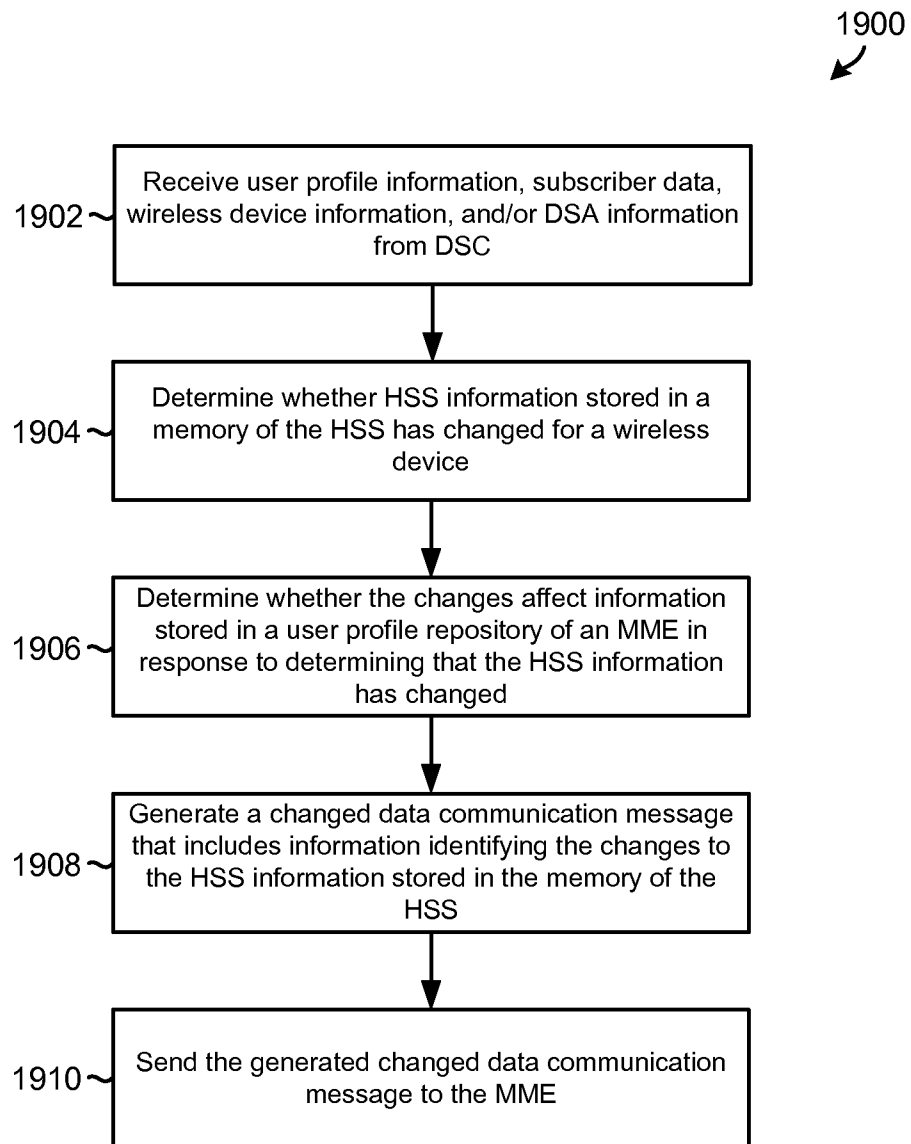 1900
1902
Receive user profile information, subscriber data,
wireless device information, and/or DSA information
from DSC
1904
Determine whether HSS information stored in a
memory of the HSS has changed for a wireless
device
1906
Determine whether the changes affect information
stored in a user profile repository of an MME in
response to determining that the HSS information
has changed
1908
Generate a changed data communication message
that includes information identifying the changes to
the HSS information stored in the memory of the
HSS
1910
Send the generated changed data communication
message to the MME